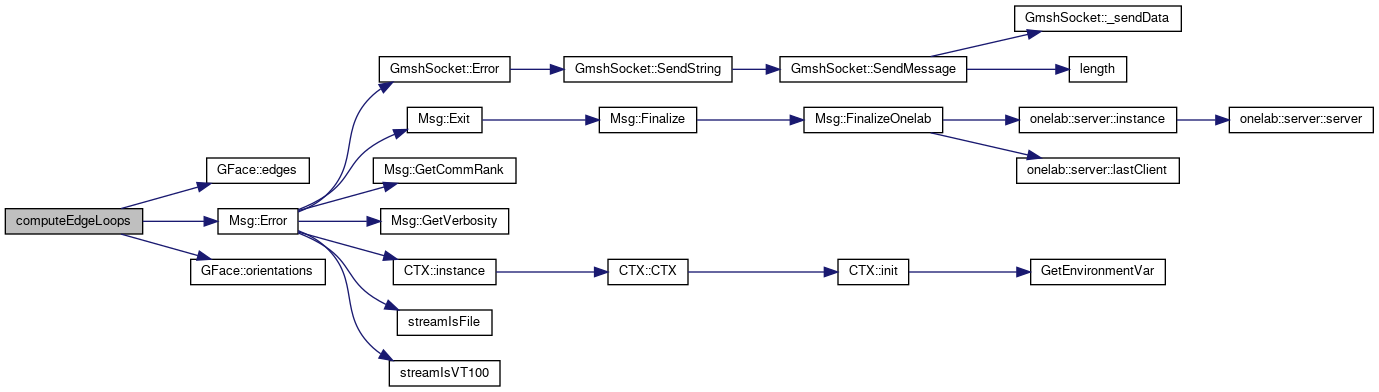 GmshSocket::_sendData
GmshSocket::Error
GmshSocket::SendString
GmshSocket::SendMessage
length
Msg::Exit
Msg::Finalize
Msg::FinalizeOnelab
onelab::server::instance
onelab::server::server
GFace::edges
Msg::GetCommRank
onelab::server::lastClient
computeEdgeLoops
Msg::Error
Msg::GetVerbosity
GFace::orientations
CTX::instance
CTX::CTX
CTX::init
GetEnvironmentVar
streamIsFile
streamIsVT100